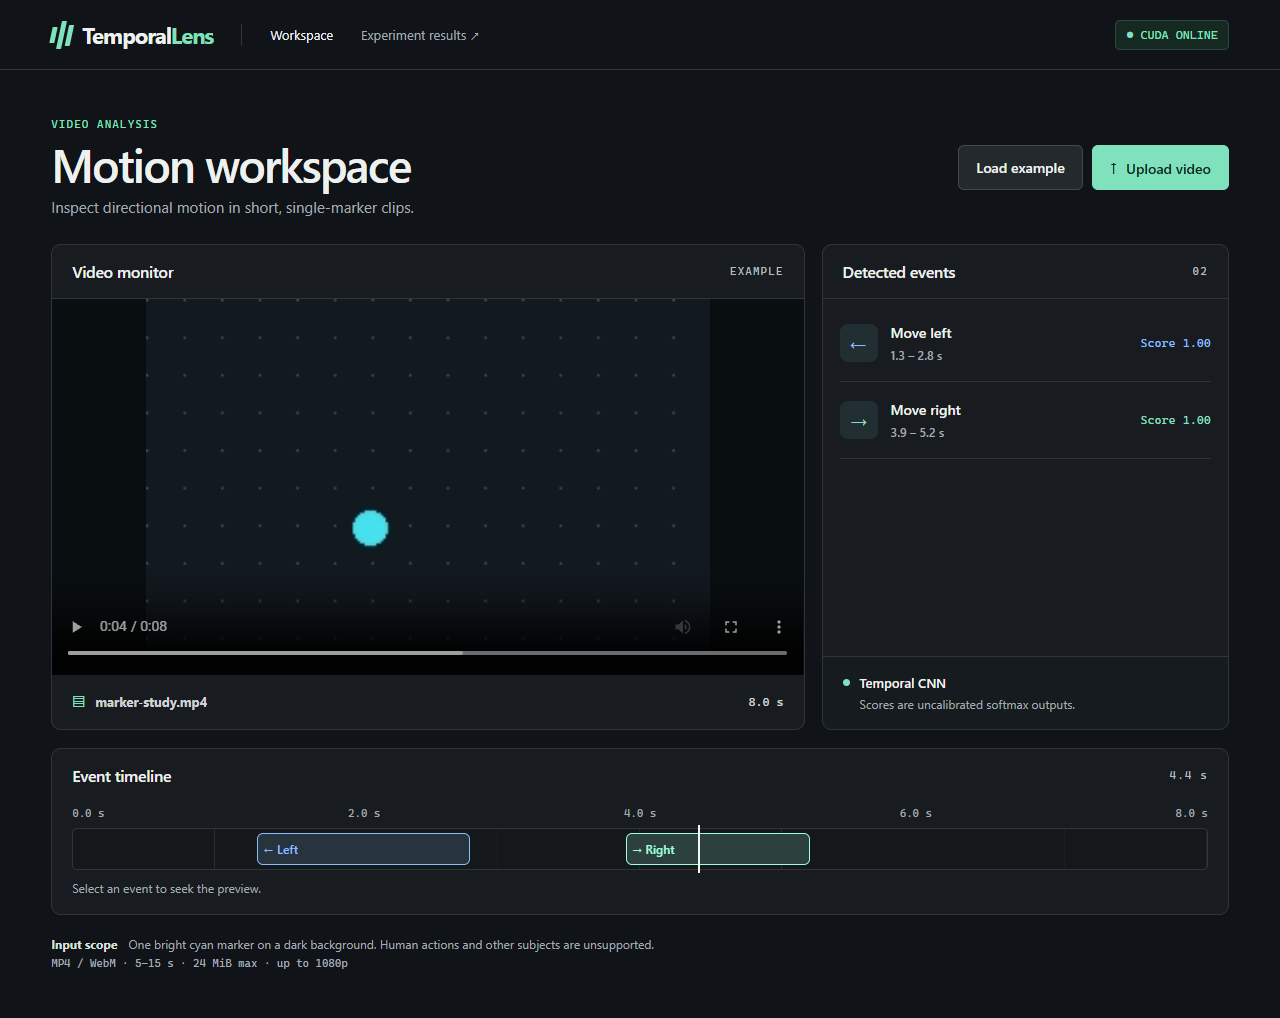 TemporalLens
Workspace
Experiment results ↗
CUDA ONLINE
VIDEO ANALYSIS
Motion workspace
Inspect directional motion in short, single-marker clips.
Load example
↑ Upload video
Video monitor
EXAMPLE
0:04 / 0:08
marker-study.mp4
8.0 s
Detected events
02
← Move left
1.3 – 2.8 s
Score 1.00
→ Move right
3.9 – 5.2 s
Score 1.00
Temporal CNN
Scores are uncalibrated softmax outputs.
Event timeline
4.4 s
0.0 s 2.0 s 4.0 s 6.0 s 8.0 s
← Left
→ Right
Select an event to seek the preview.
Input scope One bright cyan marker on a dark background. Human actions and other subjects are unsupported.
MP4 / WebM · 5–15 s · 24 MiB max · up to 1080p